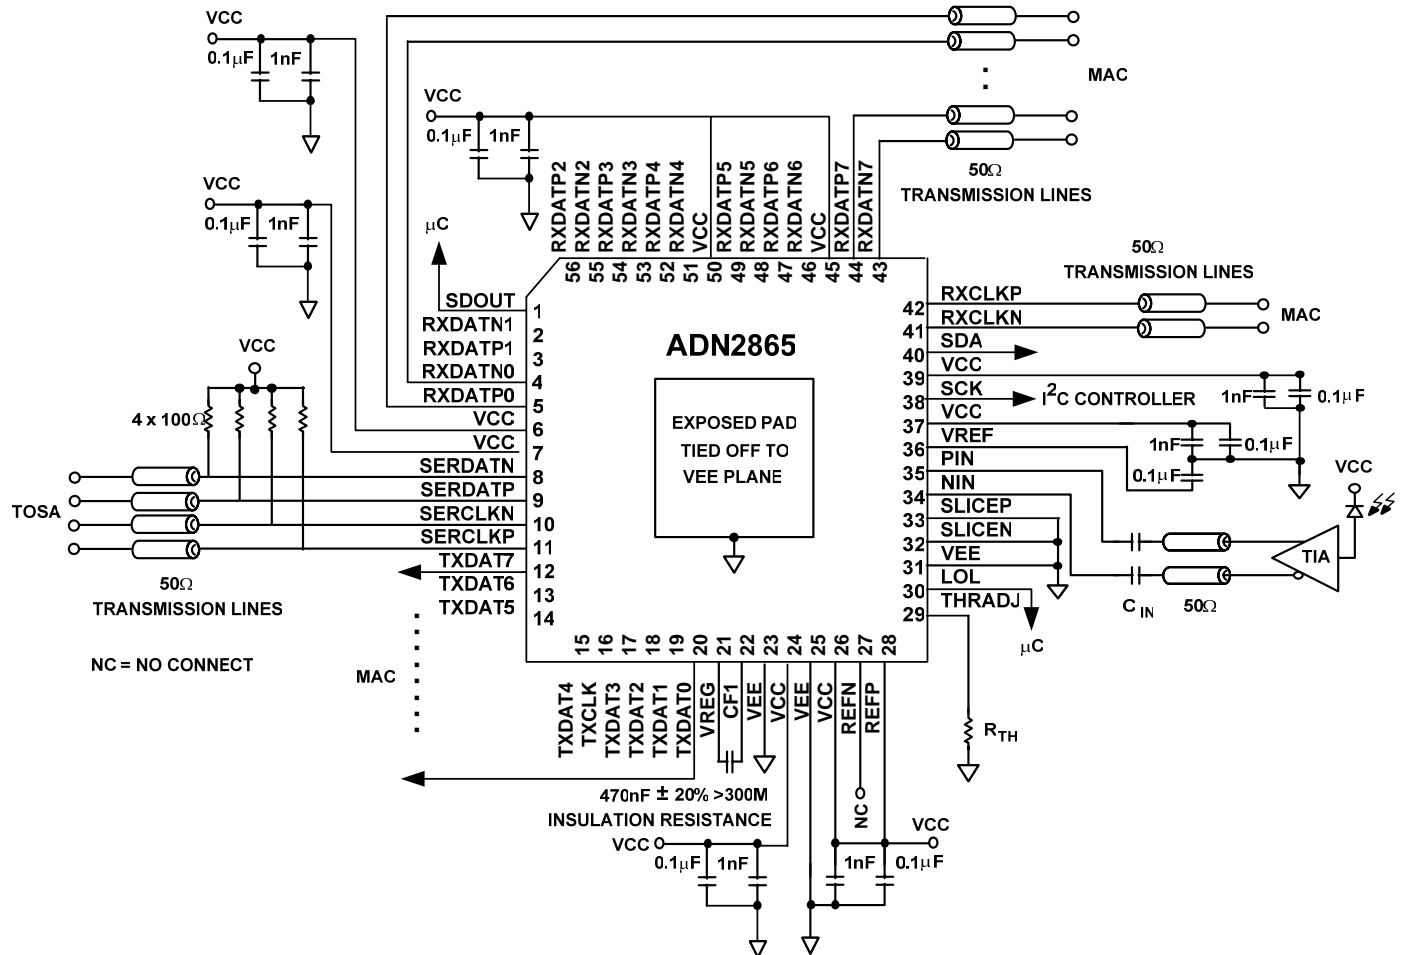 VCC
0.1μF 1nF
MAC
VCC
0.1μF 1nF
50Ω
TRANSMISSION LINES
VCC
0.1μF 1nF
μC
RXDATP2
RXDATN2
RXDATP3
RXDATN3
RXDATP4
RXDATN4
VCC
RXDATP5
RXDATN5
RXDATP6
RXDATN6
VCC
RXDATP7
RXDATN7
56
55
54
53
52
51
50
49
48
47
46
45
44
43
50Ω
TRANSMISSION LINES
MAC
SDOUT 1
RXDATN1 2
RXDATP1 3
RXDATN0 4
RXDATP0 5
VCC 6
VCC 7
SERDATN 8
SERDATP 9
SERCLKN 10
SERCLKP 11
TXDAT7 12
TXDAT6 13
TXDAT5 14
VCC
4 x 100Ω
TOSA
50Ω
TRANSMISSION LINES
NC = NO CONNECT
MAC
ADN2865
EXPOSED PAD
TIED OFF TO
VEE PLANE
42 RXCLKP
41 RXCLKN
40 SDA
39 VCC
38 SCK
37 VCC
36 VREF
35 PIN
34 NIN
33 SLICEP
32 SLICEN
31 VEE
30 LOL
29 THRADJ
I2C CONTROLLER
1nF 0.1μF
1nF 0.1μF
0.1μF
VCC
TIA
CIN 50Ω
μC
RTH
15
16
17
18
19
20
21
22
23
24
25
26
27
28
TXDAT4
TXCLK
TXDAT3
TXDAT2
TXDAT1
TXDAT0
VREG
CF1
VEE
VCC
VEE
VCC
REFN
REFP
470nF ± 20% >300M
INSULATION RESISTANCE
NC
VCC
0.1μF 1nF
VCC
1nF 0.1μF